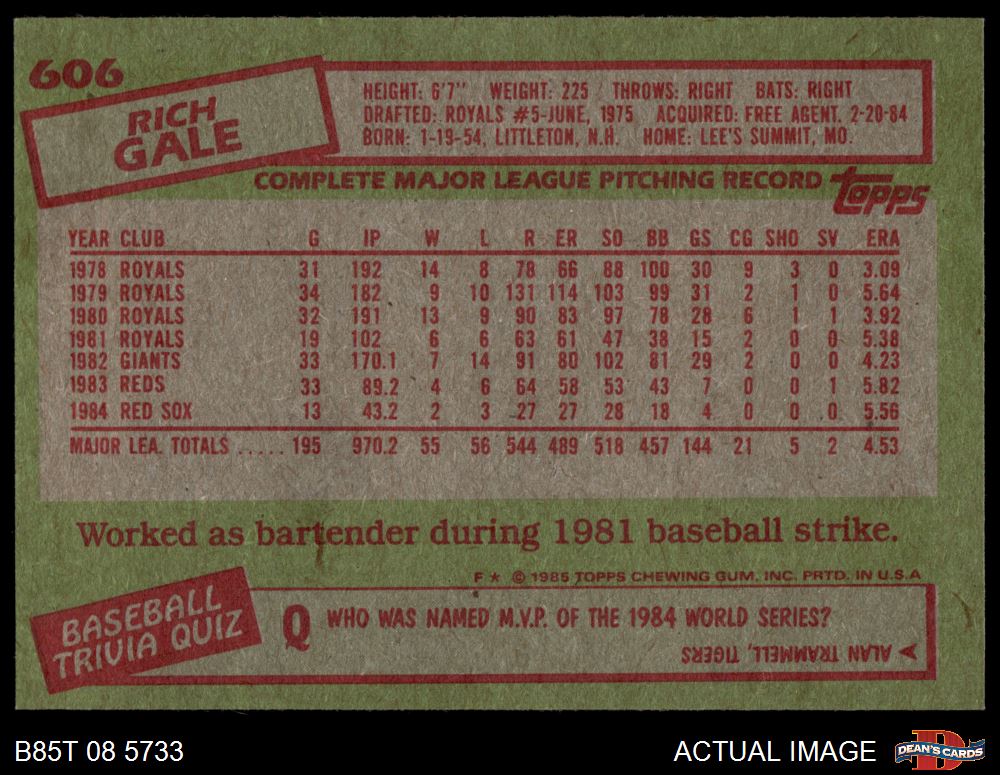 606
RICH
GALE
HEIGHT: 6'7" WEIGHT: 225 THROWS: RIGHT BATS: RIGHT
DRAFTED: ROYALS #5-JUNE, 1975 ACQUIRED: FREE AGENT, 2-20-84
BORN: 1-19-54, LITTLETON, N.H. HOME: LEE'S SUMMIT, MO.
COMPLETE MAJOR LEAGUE PITCHING RECORD topps
YEAR CLUB G IP W L R ER SO BB GS CG SHO SV ERA
1978 ROYALS 31 192 14 8 78 66 88 100 30 9 3 0 3.09
1979 ROYALS 34 182 9 10 131 114 103 99 31 2 1 0 5.64
1980 ROYALS 32 191 13 9 90 83 97 78 28 6 1 1 3.92
1981 ROYALS 19 102 6 6 63 61 47 38 15 2 0 0 5.38
1982 GIANTS 33 170.1 7 14 91 80 102 81 29 2 0 0 4.23
1983 REDS 33 89.2 4 6 64 58 53 43 7 0 0 1 5.82
1984 RED SOX 13 43.2 2 3 27 27 28 18 4 0 0 0 5.56
MAJOR LEA. TOTALS ..... 195 970.2 55 56 544 489 518 457 144 21 5 2 4.53
Worked as bartender during 1981 baseball strike.
F ★ © 1985 TOPPS CHEWING GUM, INC. PRTD. IN U.S.A
BASEBALL
TRIVIA QUIZ
Q WHO WAS NAMED M.V.P. OF THE 1984 WORLD SERIES?
A ALAN TRAMMELL, TIGERS
B85T 08 5733
ACTUAL IMAGE
DEAN'S CARDS